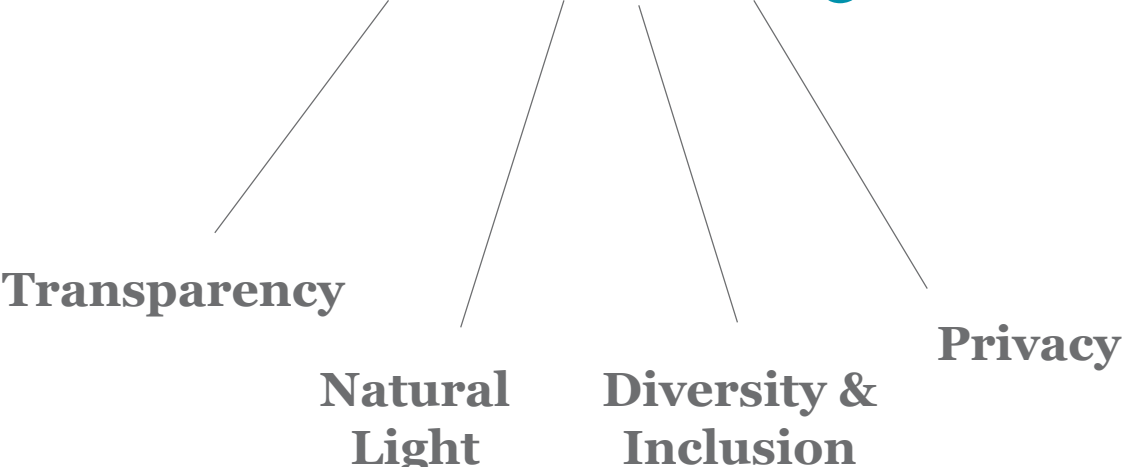 Transparency
Privacy
Natural
Light
Diversity &
Inclusion